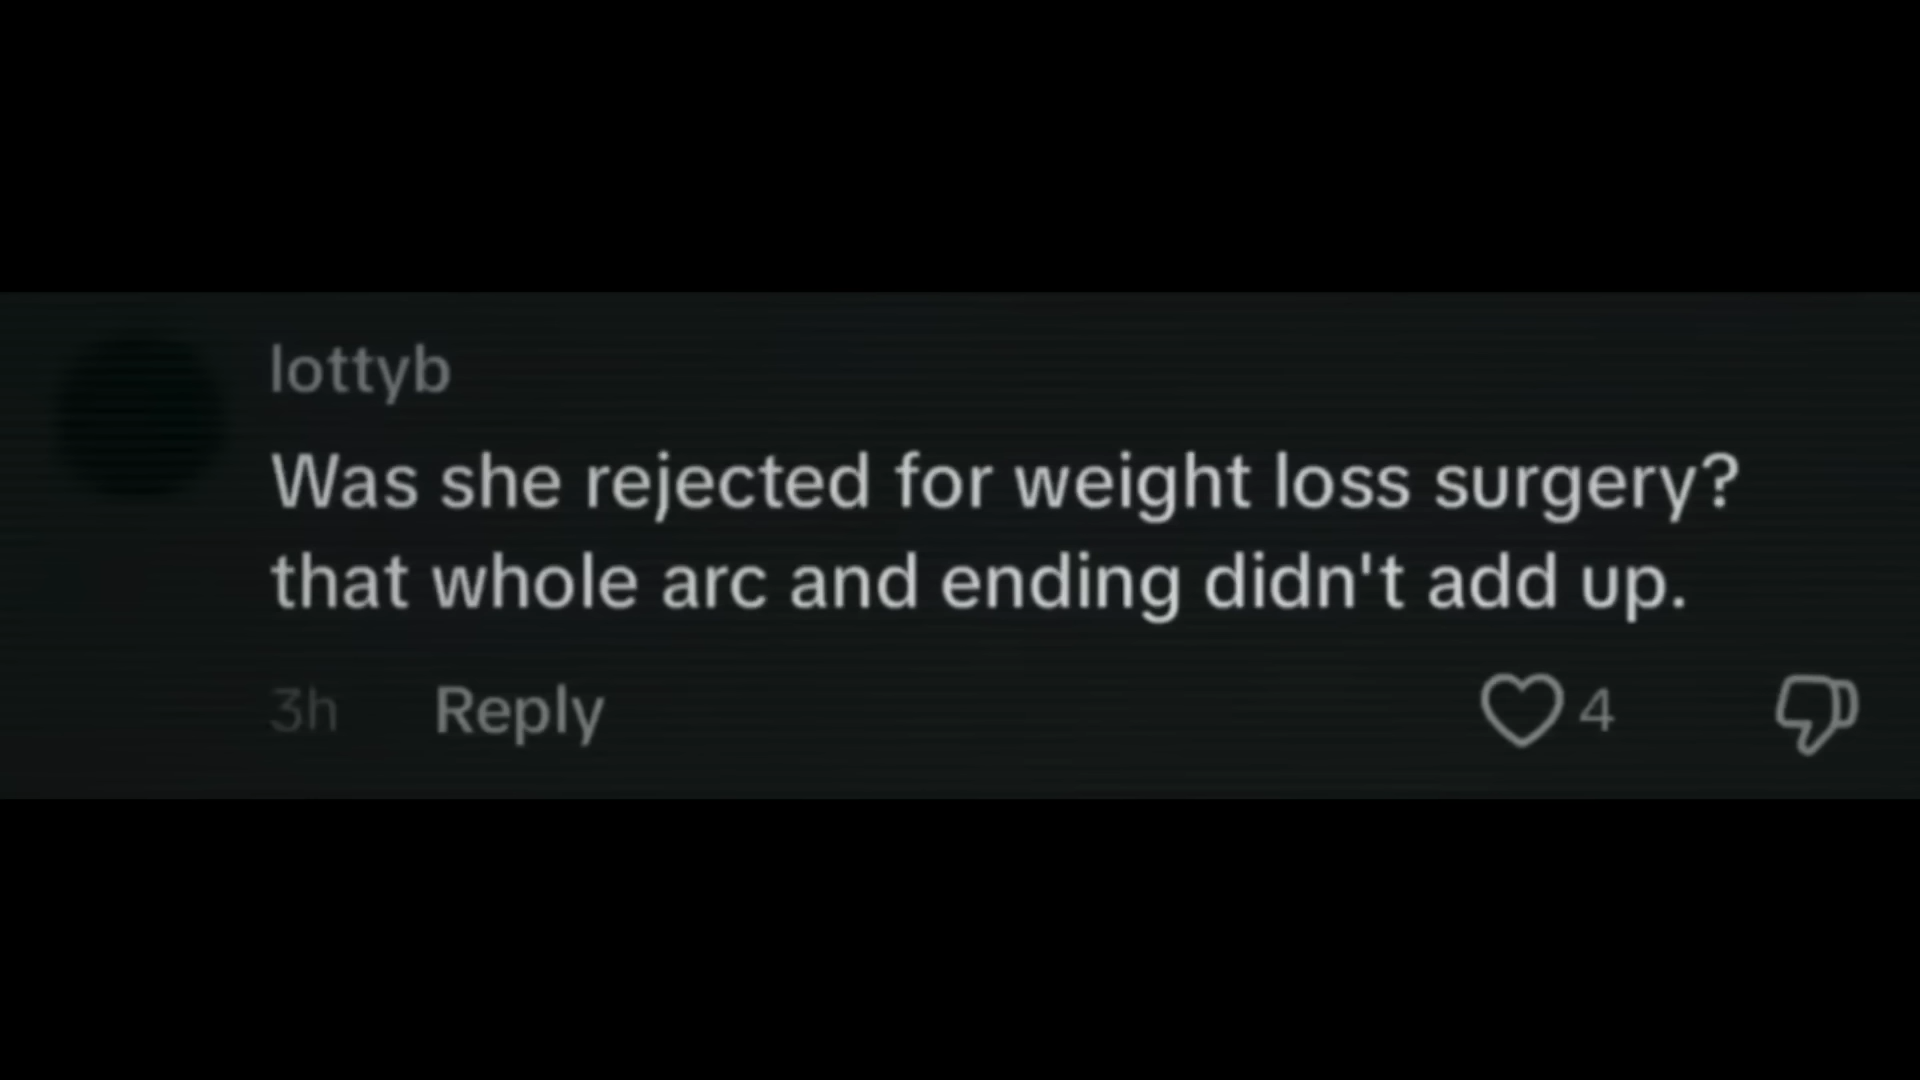 lottyb
Was she rejected for weight loss surgery?
that whole arc and ending didn't add up.
3h Reply 4